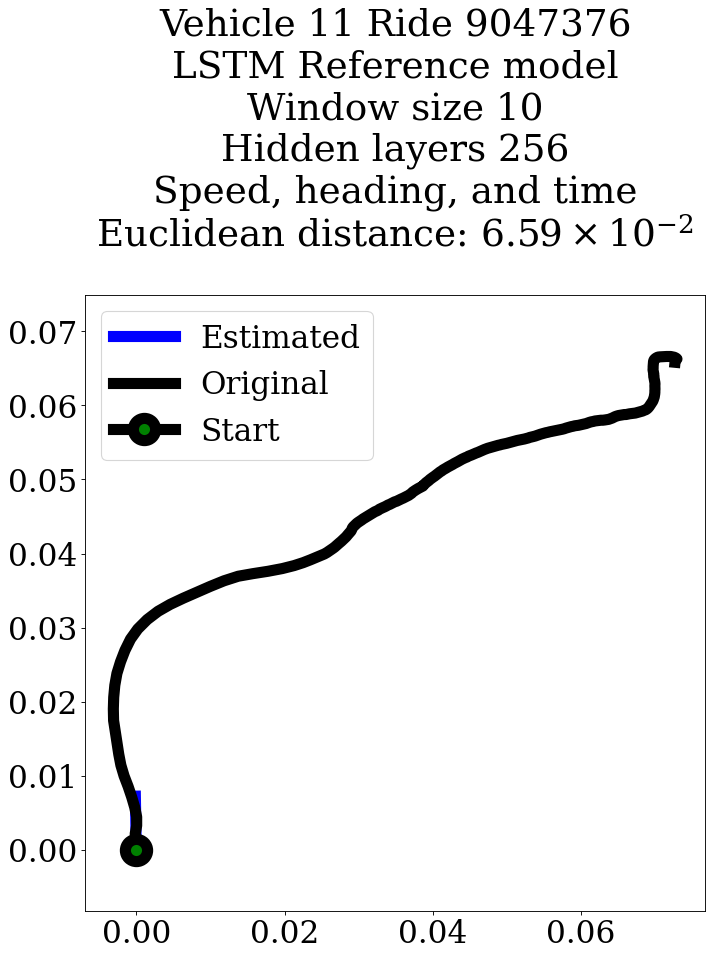 Vehicle 11 Ride 9047376
LSTM Reference model
Window size 10
Hidden layers 256
Speed, heading, and time
Euclidean distance: 6.59 × 10⁻²
Estimated
Original
Start
0.07
0.06
0.05
0.04
0.03
0.02
0.01
0.00
0.00 0.02 0.04 0.06